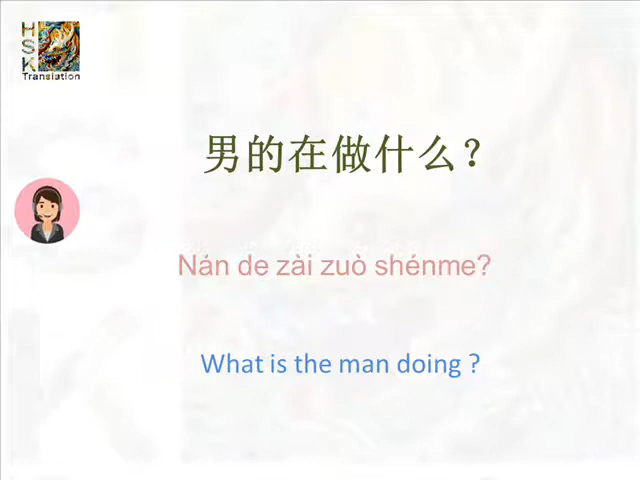 HSK
Translation
男的在做什么？
Nán de zài zuò shénme?
What is the man doing ?